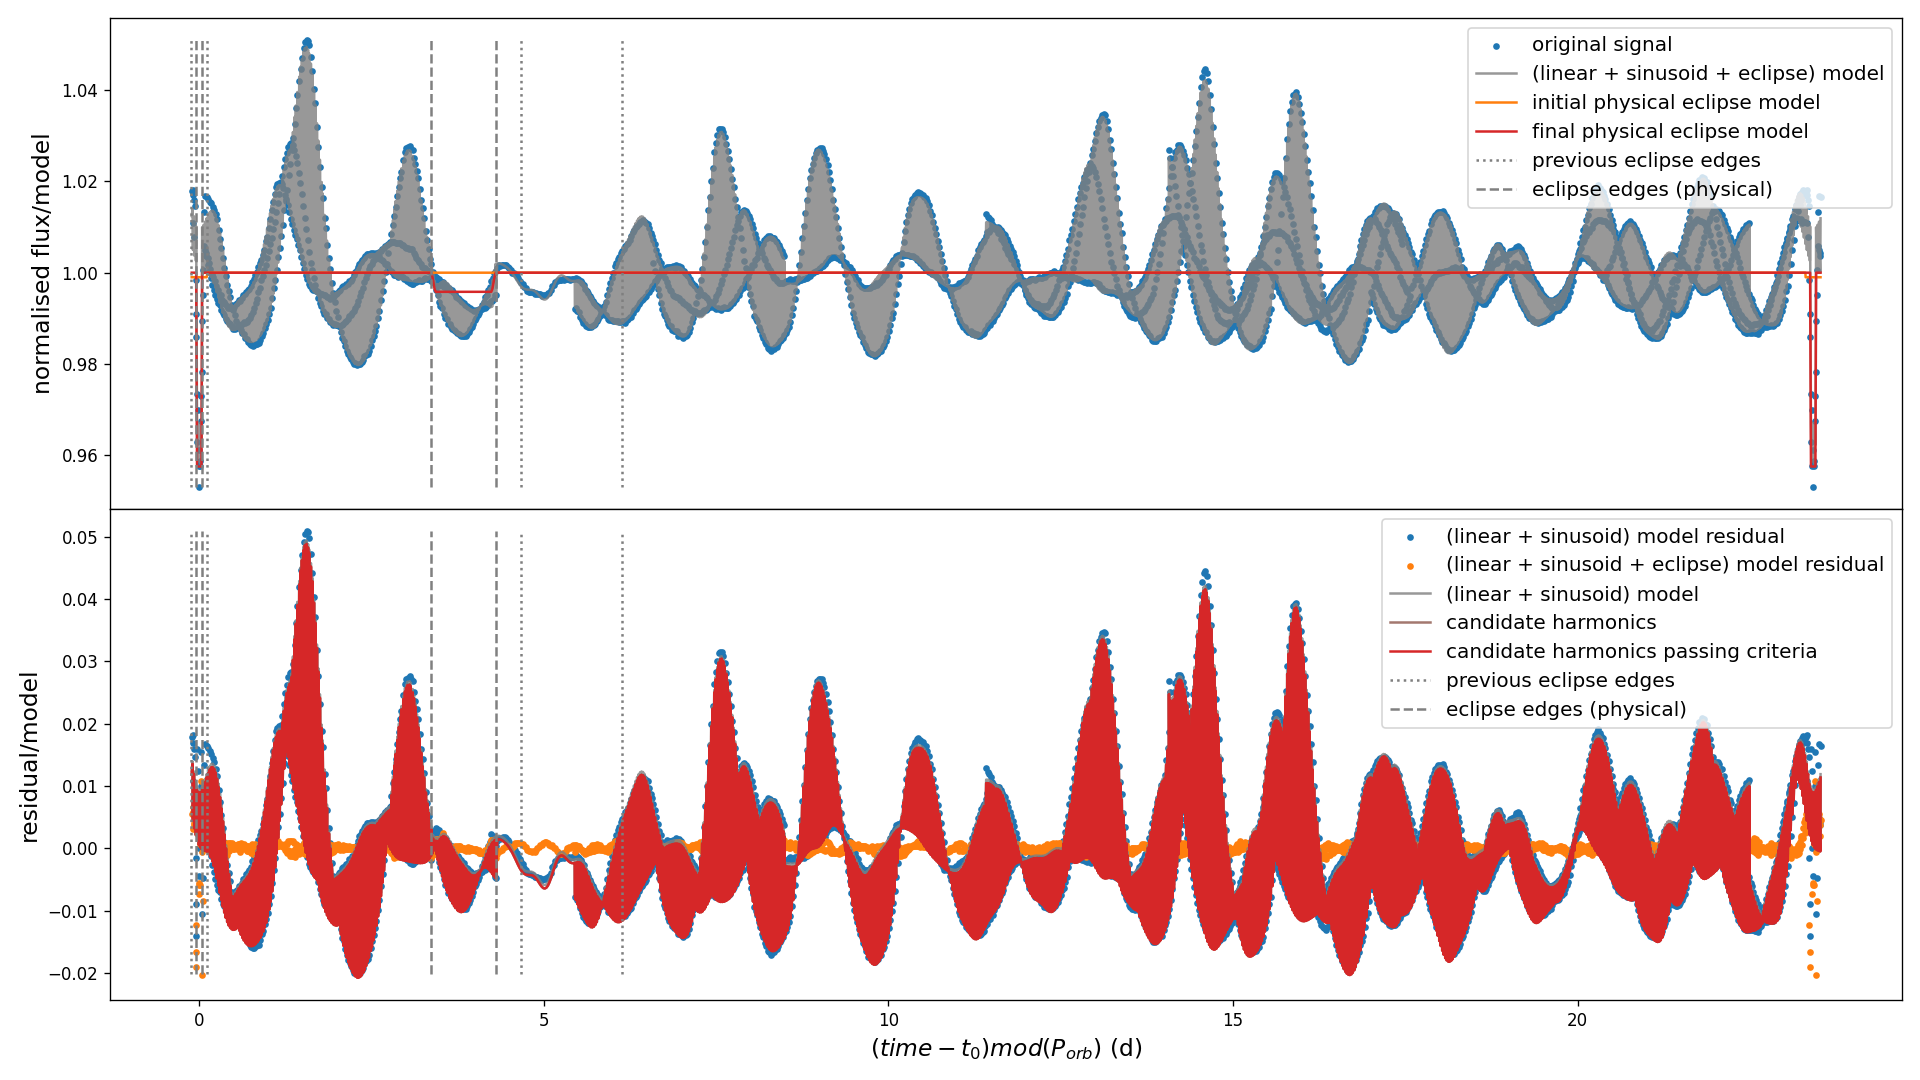 normalised flux/model
1.04
1.02
1.00
0.98
0.96
original signal
(linear + sinusoid + eclipse) model
initial physical eclipse model
final physical eclipse model
previous eclipse edges
eclipse edges (physical)
residual/model
0.05
0.04
0.03
0.02
0.01
0.00
−0.01
−0.02
(linear + sinusoid) model residual
(linear + sinusoid + eclipse) model residual
(linear + sinusoid) model
candidate harmonics
candidate harmonics passing criteria
previous eclipse edges
eclipse edges (physical)
0 5 10 15 20
(time − t₀)mod(P_orb) (d)